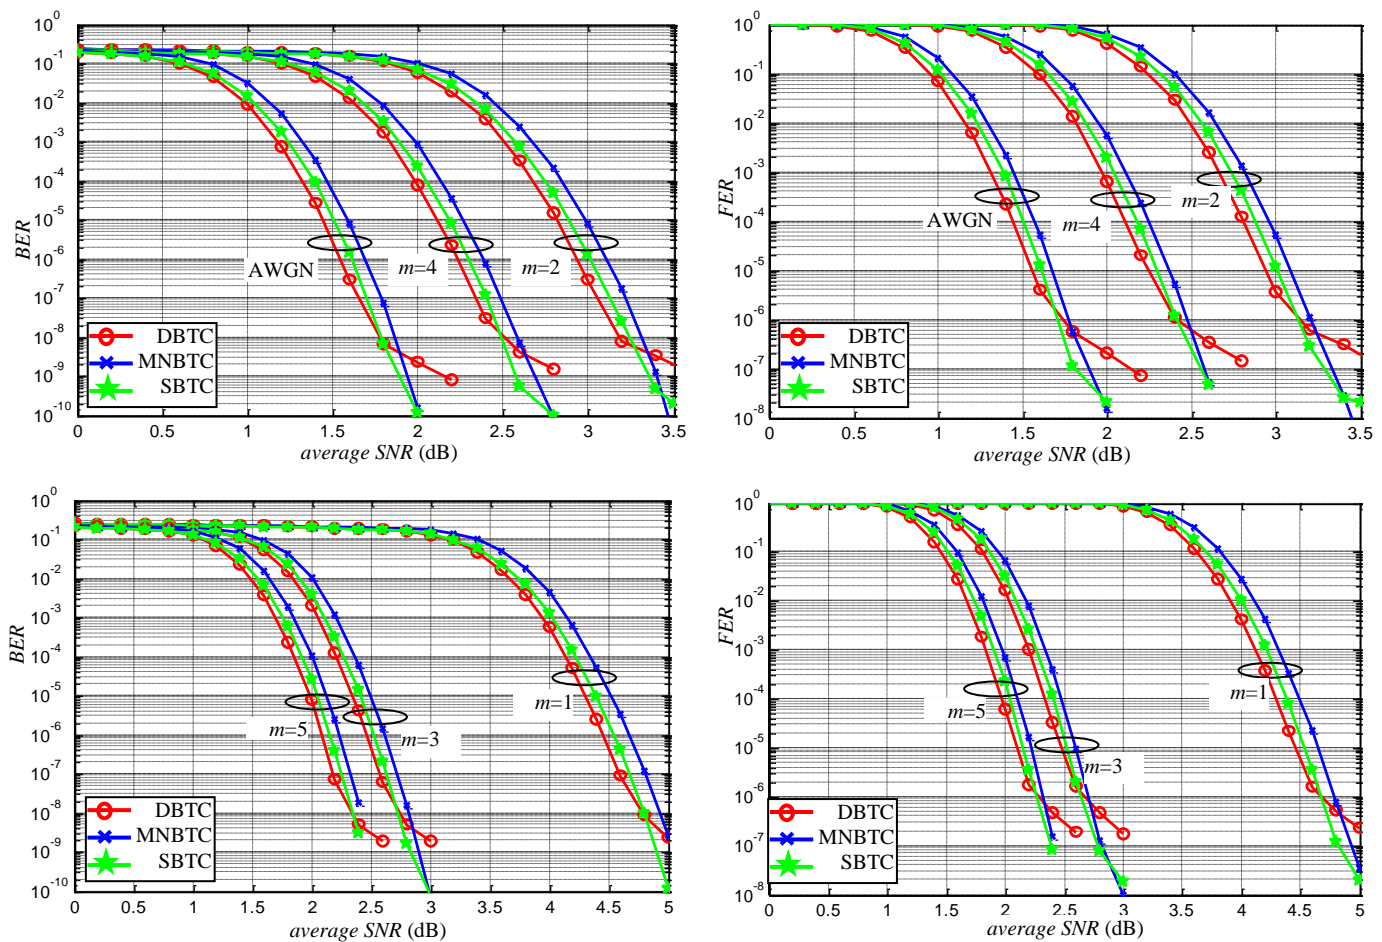 10^0
10^-1
10^-2
10^-3
10^-4
10^-5
10^-6
10^-7
10^-8
10^-9
10^-10
BER
AWGN
m=4
m=2
DBTC
MNBTC
SBTC
0 0.5 1 1.5 2 2.5 3 3.5
average SNR (dB)
10^0
10^-1
10^-2
10^-3
10^-4
10^-5
10^-6
10^-7
10^-8
FER
AWGN
m=4
m=2
DBTC
MNBTC
SBTC
0 0.5 1 1.5 2 2.5 3 3.5
average SNR (dB)
10^0
10^-1
10^-2
10^-3
10^-4
10^-5
10^-6
10^-7
10^-8
10^-9
10^-10
BER
m=5
m=3
m=1
DBTC
MNBTC
SBTC
0 0.5 1 1.5 2 2.5 3 3.5 4 4.5 5
average SNR (dB)
10^0
10^-1
10^-2
10^-3
10^-4
10^-5
10^-6
10^-7
10^-8
FER
m=5
m=3
m=1
DBTC
MNBTC
SBTC
0 0.5 1 1.5 2 2.5 3 3.5 4 4.5 5
average SNR (dB)